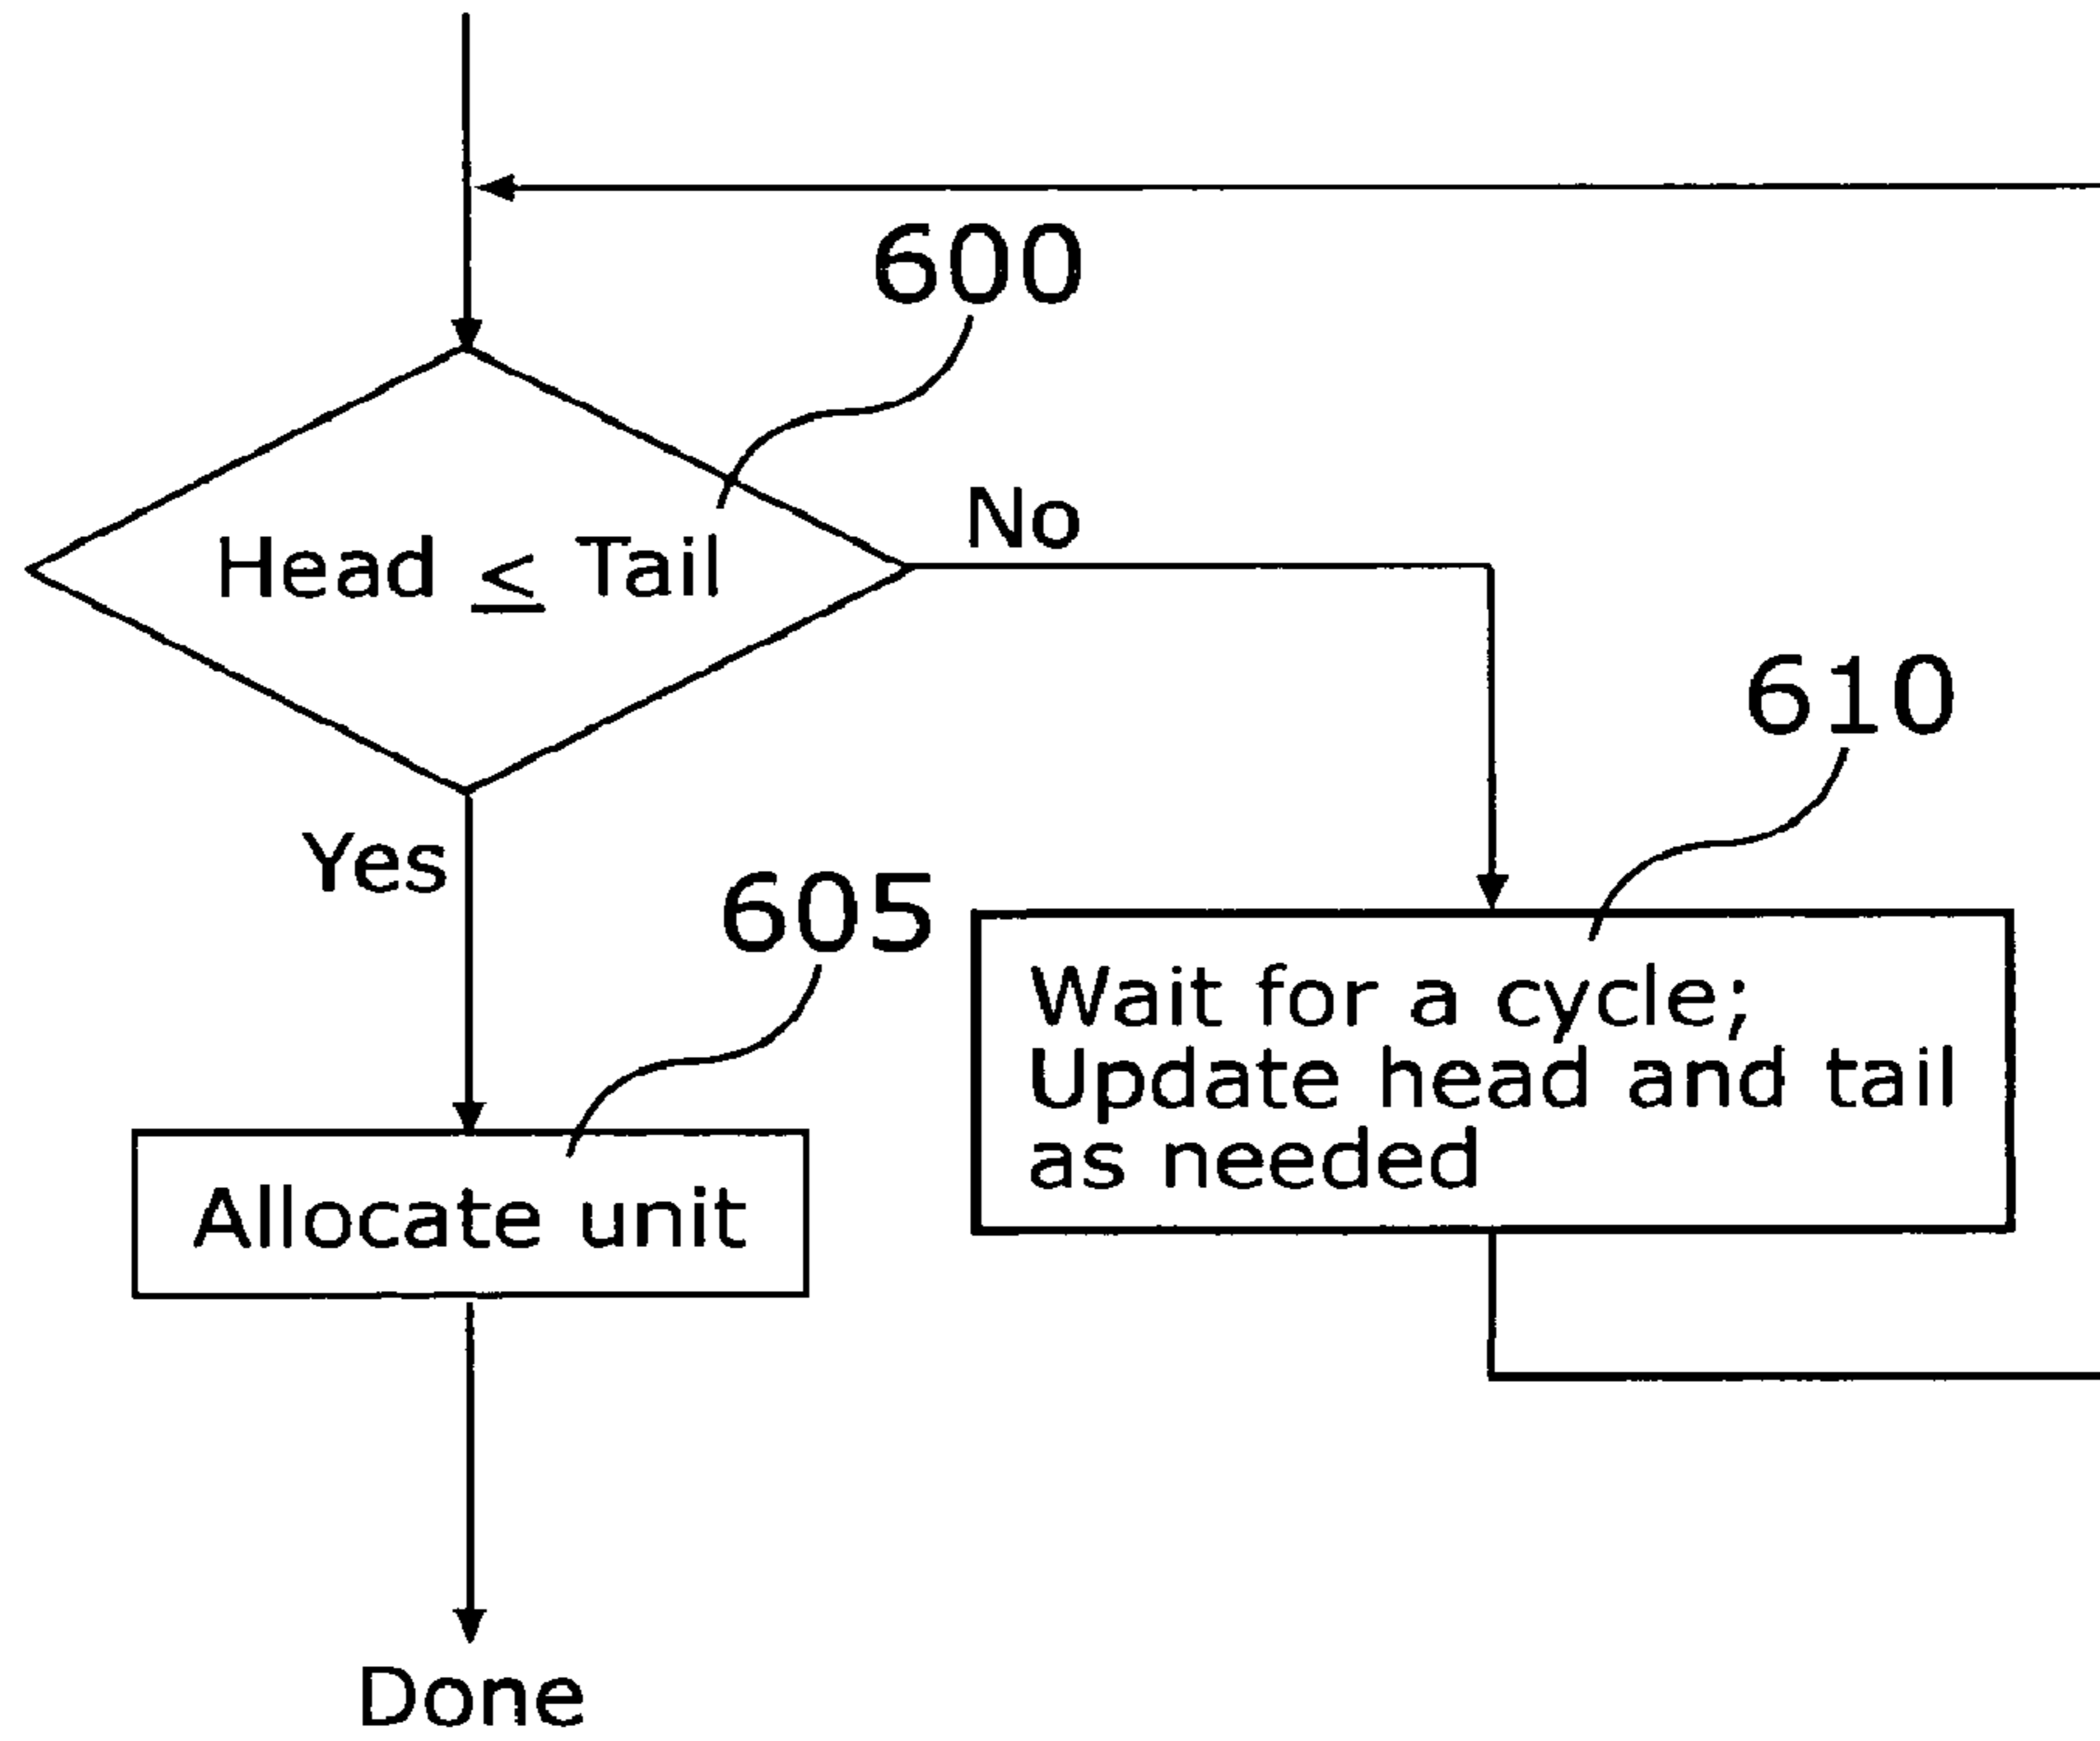 600
Head ≤ Tail
No
610
Yes
605
Wait for a cycle;
Update head and tail
as needed
Allocate unit
Done